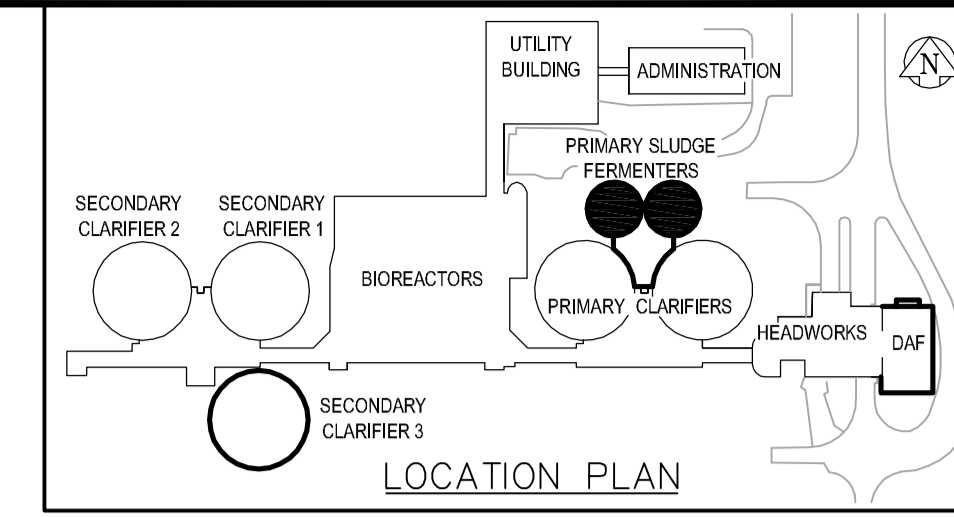 UTILITY
BUILDING
ADMINISTRATION
N
PRIMARY SLUDGE
FERMENTERS
SECONDARY
CLARIFIER 2
SECONDARY
CLARIFIER 1
BIOREACTORS
PRIMARY CLARIFIERS
HEADWORKS
DAF
SECONDARY
CLARIFIER 3
LOCATION PLAN